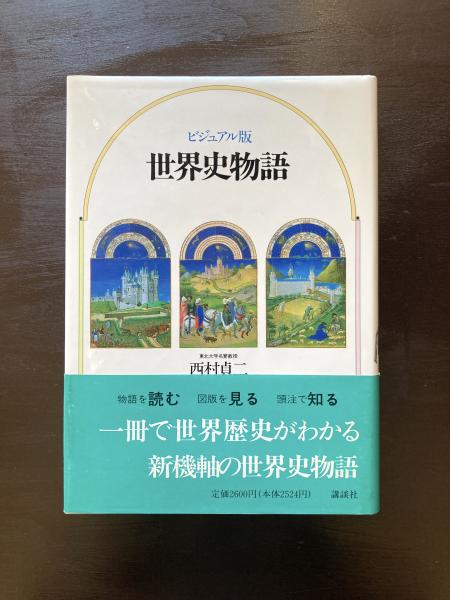 ビジュアル版
世界史物語
東北大学名誉教授
西村貞二
物語を読む 図版を見る 頭注で知る
一冊で世界歴史がわかる
新機軸の世界史物語
定価2600円(本体2524円) 講談社